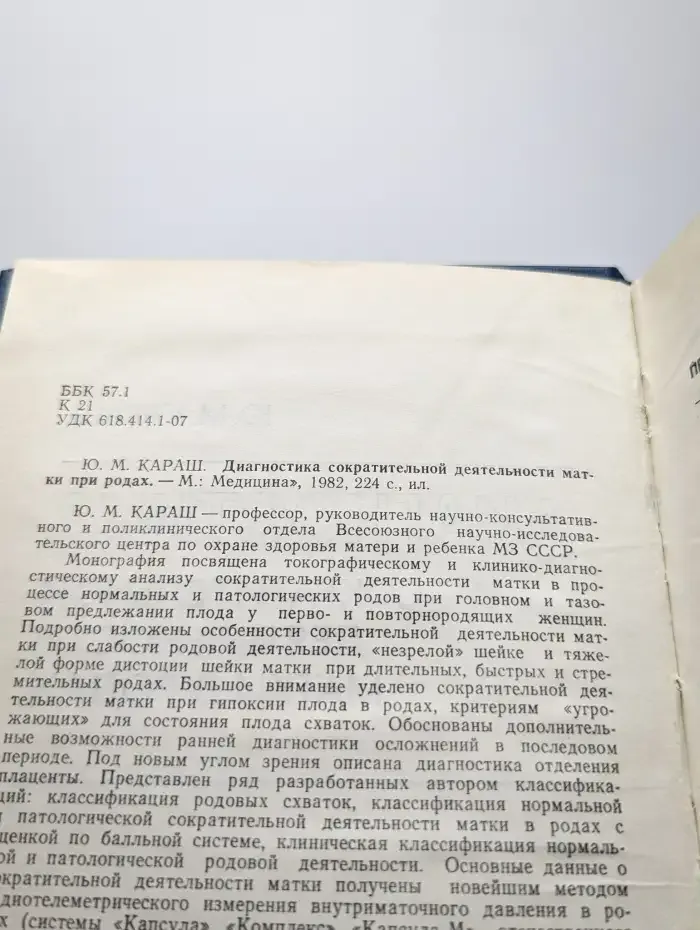 ББК 57.1
К 21
УДК 618.414.1-07
Ю. М. КАРАШ. Диагностика сократительной деятельности мат-
ки при родах. — М.: Медицина», 1982, 224 с., ил.
Ю. М. КАРАШ — профессор, руководитель научно-консультатив-
ного и поликлинического отдела Всесоюзного научно-исследова-
тельского центра по охране здоровья матери и ребенка МЗ СССР.
Монография посвящена токографическому и клинико-диагно-
стическому анализу сократительной деятельности матки в про-
цессе нормальных и патологических родов при головном и тазо-
вом предлежании плода у перво- и повторнородящих женщин.
Подробно изложены особенности сократительной деятельности мат-
ки при слабости родовой деятельности, «незрелой» шейке и тяже-
лой форме дистоции шейки матки при длительных, быстрых и стре-
мительных родах. Большое внимание уделено сократительной дея-
тельности матки при гипоксии плода в родах, критериям «угро-
жающих» для состояния плода схваток. Обоснованы дополнитель-
ные возможности ранней диагностики осложнений в последовом
периоде. Под новым углом зрения описана диагностика отделения
плаценты. Представлен ряд разработанных автором классифика-
ций: классификация родовых схваток, классификация нормальной
и патологической сократительной деятельности матки в родах с
оценкой по балльной системе, клиническая классификация нормаль-
ой и патологической родовой деятельности. Основные данные о
ократительной деятельности матки получены новейшим методом
диотелеметрического измерения внутриматочного давления в ро-
х (системы «Капсула», «Комплекс», «Капсула-М»